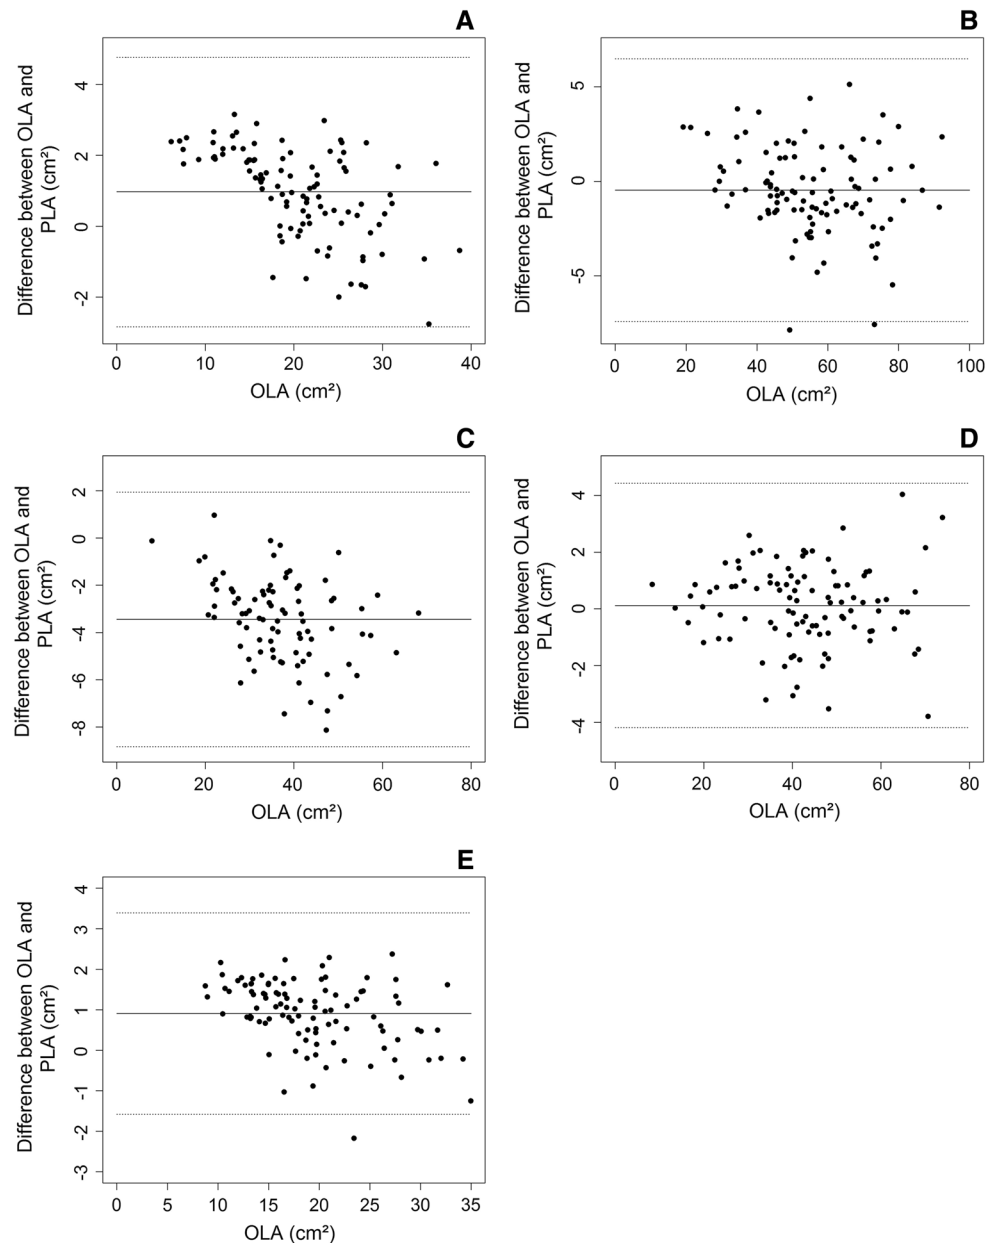 A
Difference between OLA and
PLA (cm²)
4
2
0
-2
0 10 20 30 40
OLA (cm²)
B
Difference between OLA and
PLA (cm²)
5
0
-5
0 20 40 60 80 100
OLA (cm²)
C
Difference between OLA and
PLA (cm²)
2
0
-2
-4
-6
-8
0 20 40 60 80
OLA (cm²)
D
Difference between OLA and
PLA (cm²)
4
2
0
-2
-4
0 20 40 60 80
OLA (cm²)
E
Difference between OLA and
PLA (cm²)
4
3
2
1
0
-1
-2
-3
0 5 10 15 20 25 30 35
OLA (cm²)